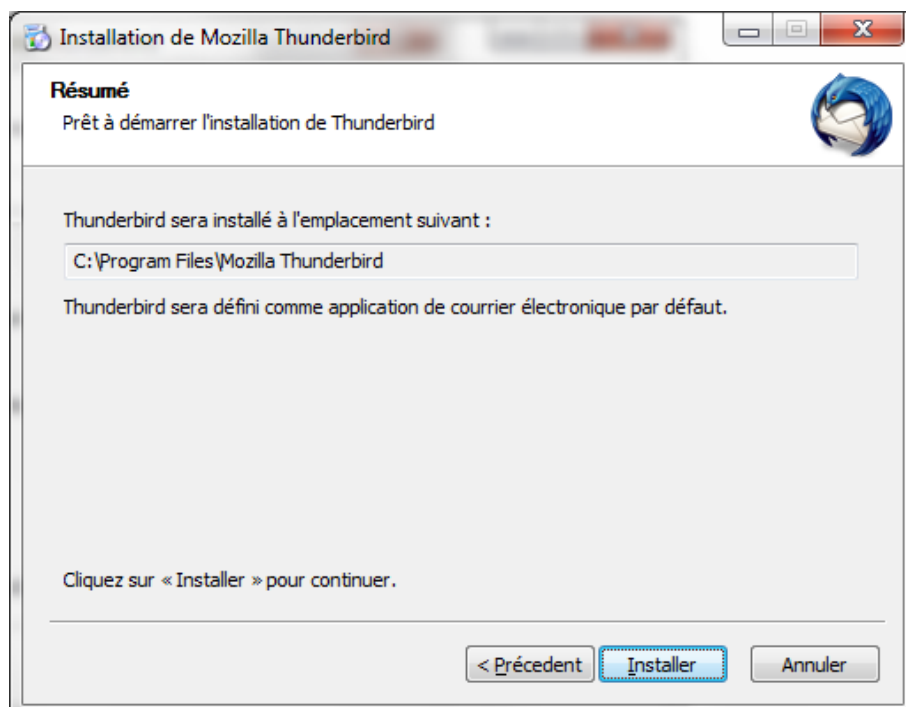 Installation de Mozilla Thunderbird
Résumé
Prêt à démarrer l'installation de Thunderbird
Thunderbird sera installé à l'emplacement suivant :
C:\Program Files\Mozilla Thunderbird
Thunderbird sera défini comme application de courrier électronique par défaut.
Cliquez sur « Installer » pour continuer.
< Précedent Installer Annuler